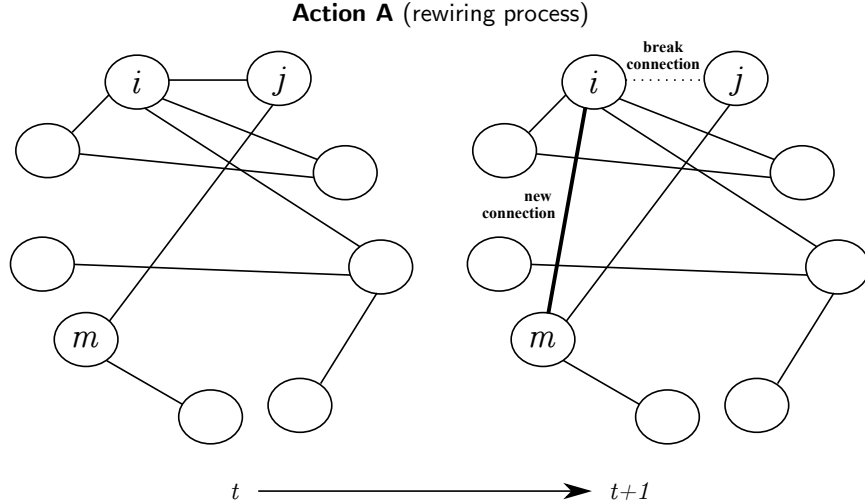 Action A (rewiring process)
i
j
m
break
connection
i
j
new
connection
m
t
t+1